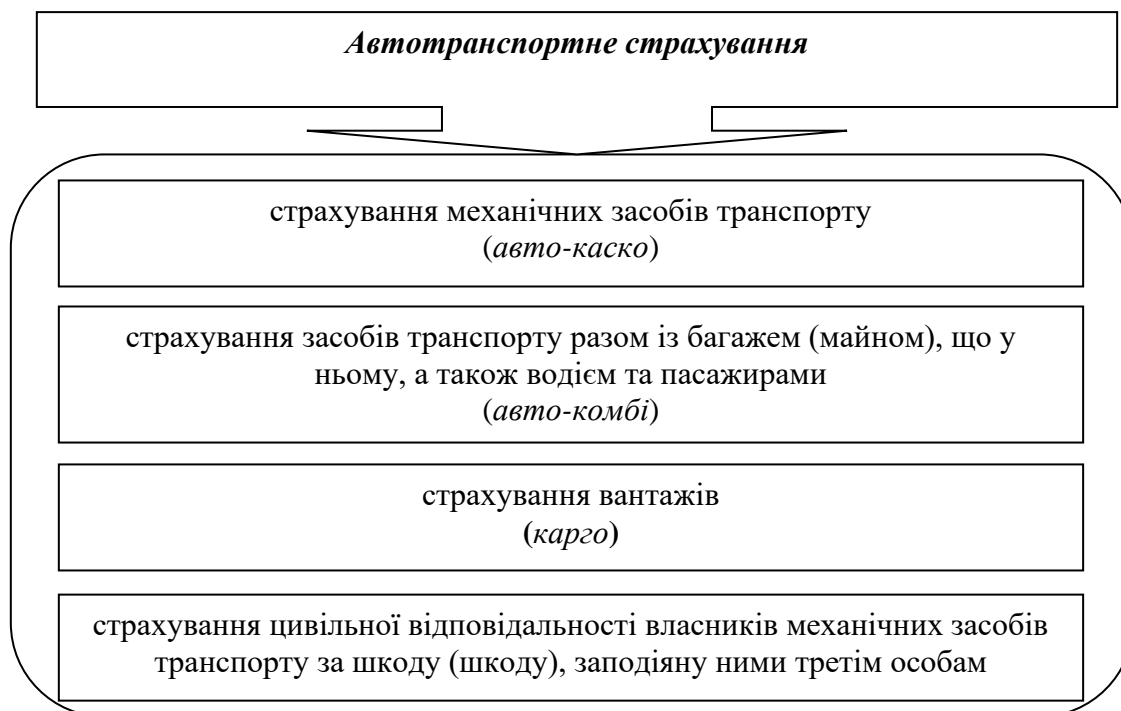 Автотранспортне страхування
страхування механічних засобів транспорту
(авто-каско)
страхування засобів транспорту разом із багажем (майном), що у
ньому, а також водієм та пасажирами
(авто-комбі)
страхування вантажів
(карго)
страхування цивільної відповідальності власників механічних засобів
транспорту за шкоду (шкоду), заподіяну ними третім особам